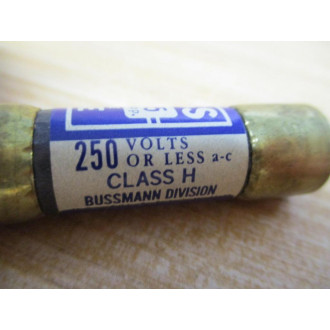 250 VOLTS
OR LESS a-c
CLASS H
BUSSMANN DIVISION